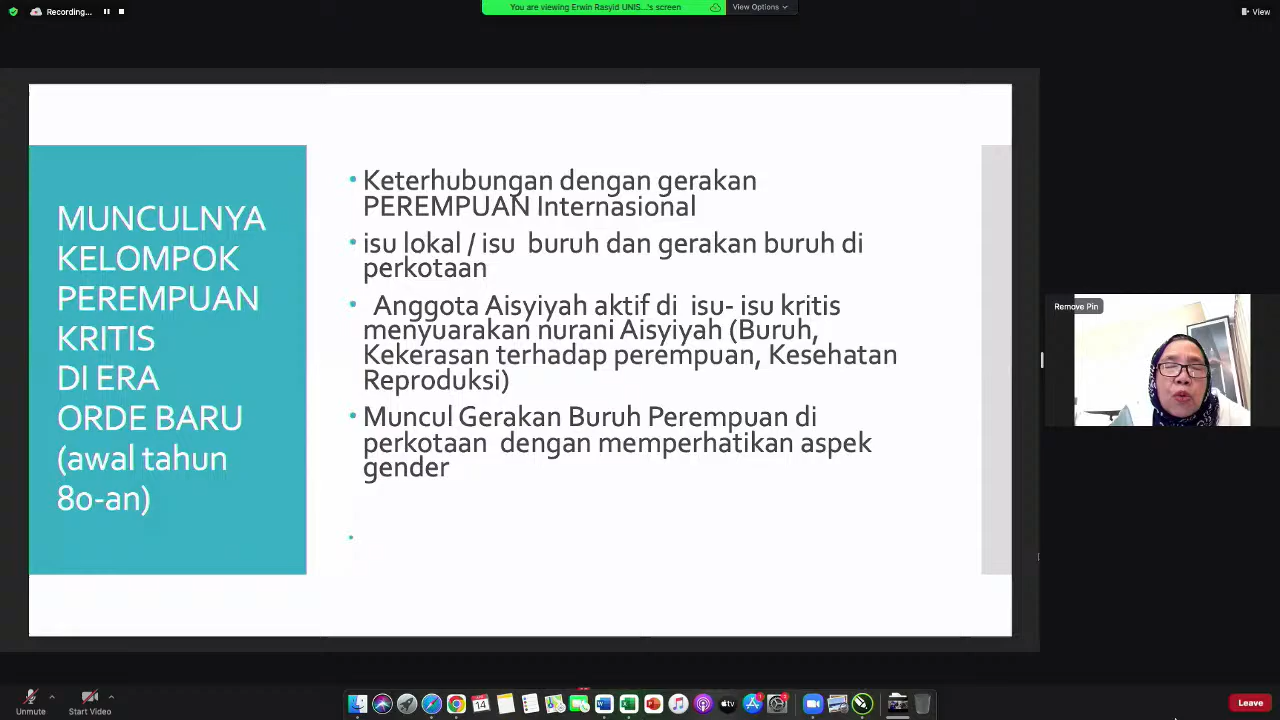 Recording...
You are viewing Erwin Rasyid UNIS...'s screen
View Options
View
MUNCULNYA
KELOMPOK
PEREMPUAN
KRITIS
DI ERA
ORDE BARU
(awal tahun
80-an)
• Keterhubungan dengan gerakan
PEREMPUAN Internasional
• isu lokal / isu buruh dan gerakan buruh di
perkotaan
• Anggota Aisyiyah aktif di isu- isu kritis
menyuarakan nurani Aisyiyah (Buruh,
Kekerasan terhadap perempuan, Kesehatan
Reproduksi)
• Muncul Gerakan Buruh Perempuan di
perkotaan dengan memperhatikan aspek
gender
•
Remove Pin
Unmute
Start Video
14
tv
Leave